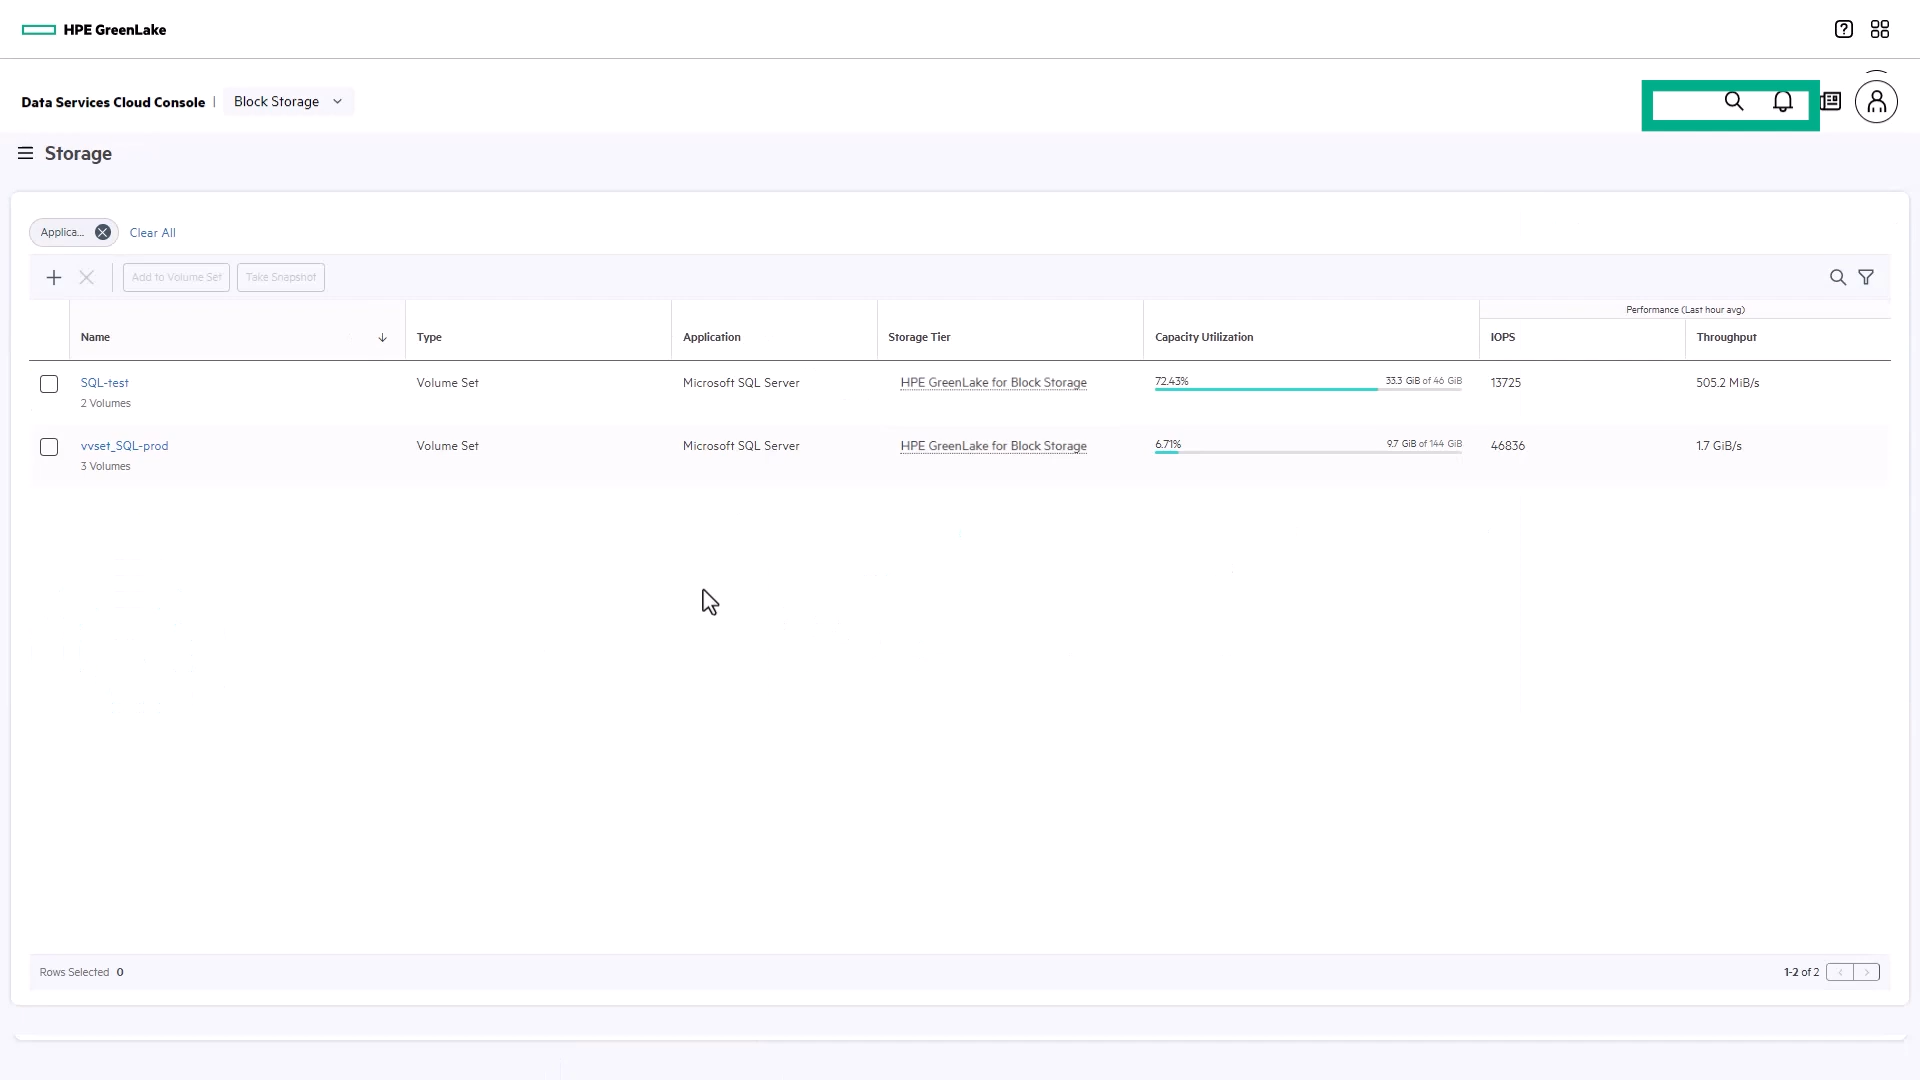 HPE GreenLake
Data Services Cloud Console | Block Storage
Storage
Applica... Clear All
Add to Volume Set Take Snapshot
Performance (Last hour avg)
Name Type Application Storage Tier Capacity Utilization IOPS Throughput
SQL-test Volume Set Microsoft SQL Server HPE GreenLake for Block Storage 72.43% 33.3 GiB of 46 GiB 13725 505.2 MiB/s
2 Volumes
vvset_SQL-prod Volume Set Microsoft SQL Server HPE GreenLake for Block Storage 6.71% 9.7 GiB of 144 GiB 46836 1.7 GiB/s
3 Volumes
Rows Selected 0 1-2 of 2